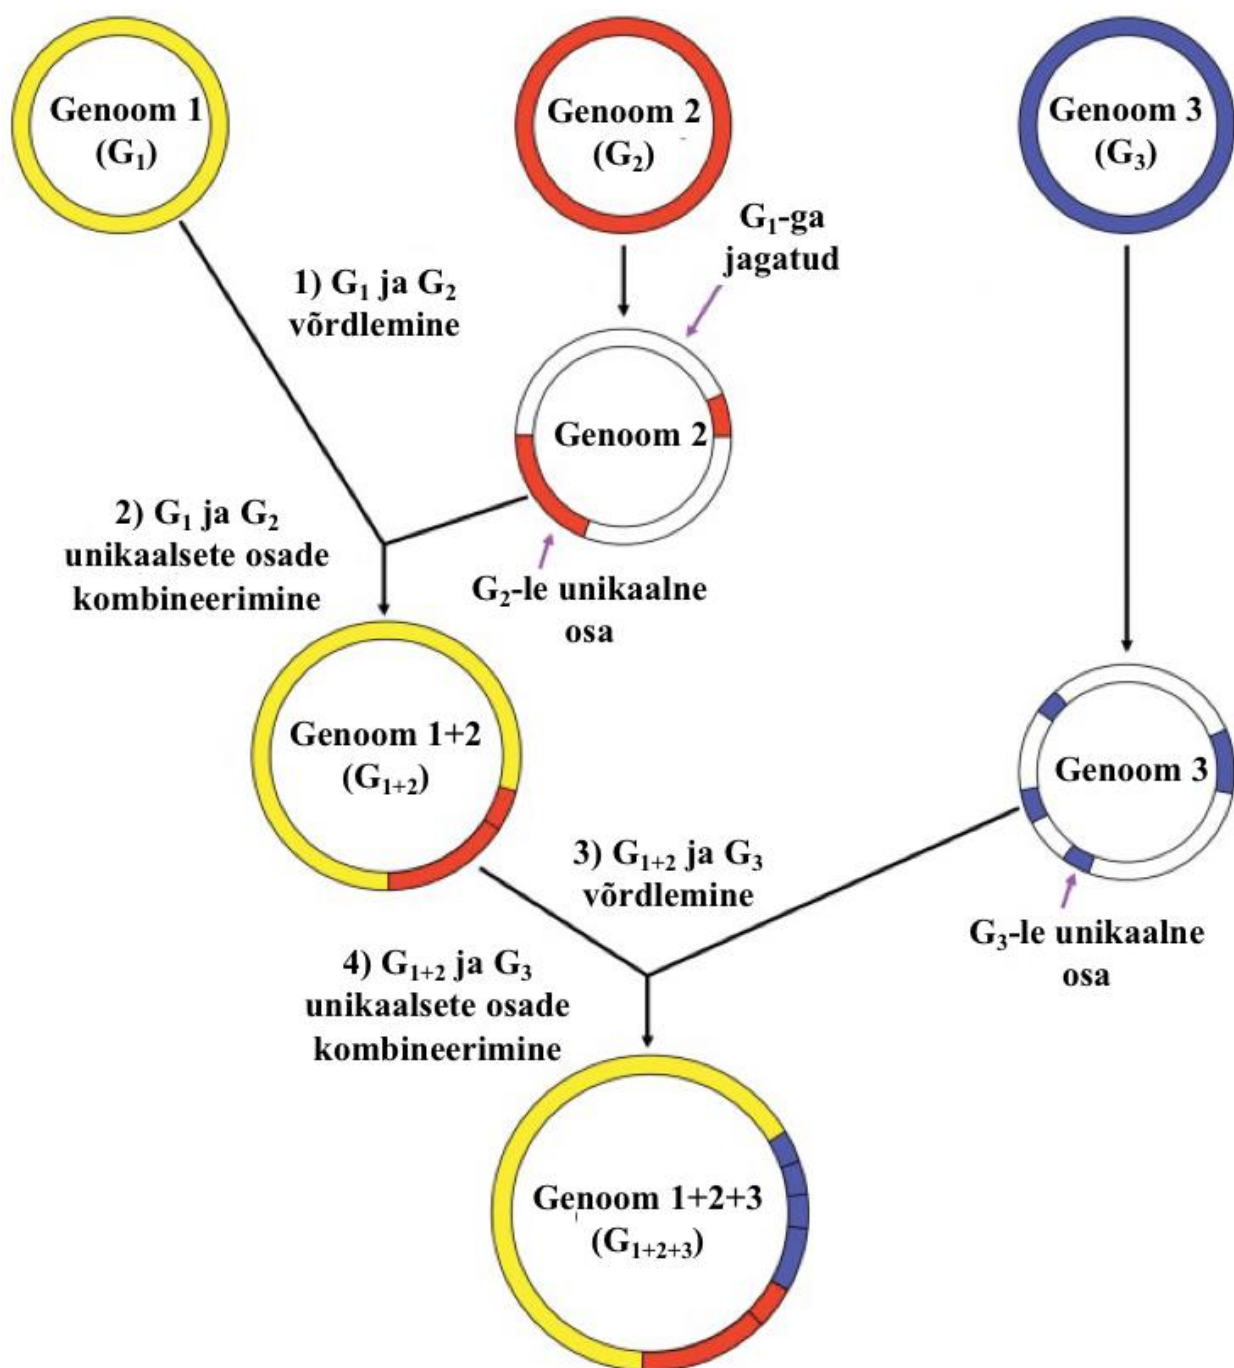 Genoom 1
(G₁)
Genoom 2
(G₂)
Genoom 3
(G₃)
G₁-ga
jagatud
1) G₁ ja G₂
võrdlemine
Genoom 2
2) G₁ ja G₂
unikaalsete osade
kombineerimine
G₂-le unikaalne
osa
Genoom 1+2
(G₁₊₂)
Genoom 3
3) G₁₊₂ ja G₃
võrdlemine
G₃-le unikaalne
osa
4) G₁₊₂ ja G₃
unikaalsete osade
kombineerimine
Genoom 1+2+3
(G₁₊₂₊₃)